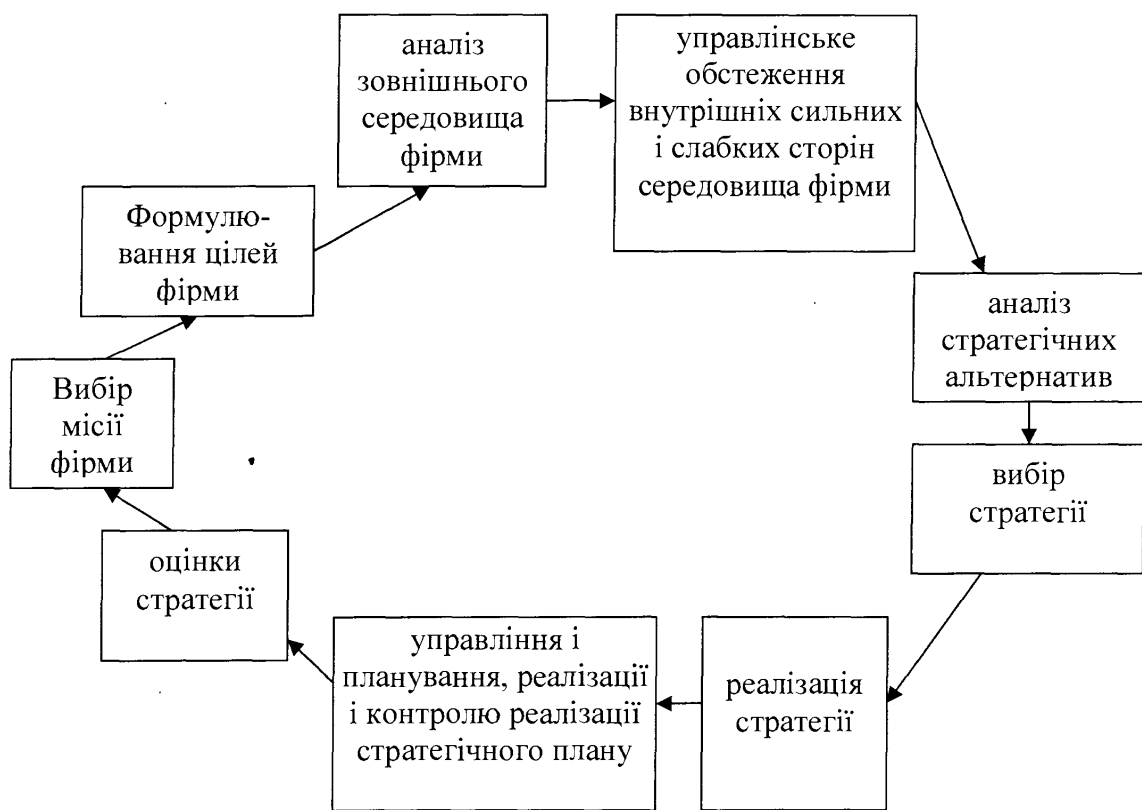 аналіз
зовнішнього
середовища
фірми
управлінське
обстеження
внутрішніх сильних
і слабких сторін
середовища фірми
Формулю-
вання цілей
фірми
аналіз
стратегічних
альтернатив
Вибір
місії
фірми
вибір
стратегії
оцінки
стратегії
управління і
планування, реалізації
і контролю реалізації
стратегічного плану
реалізація
стратегії